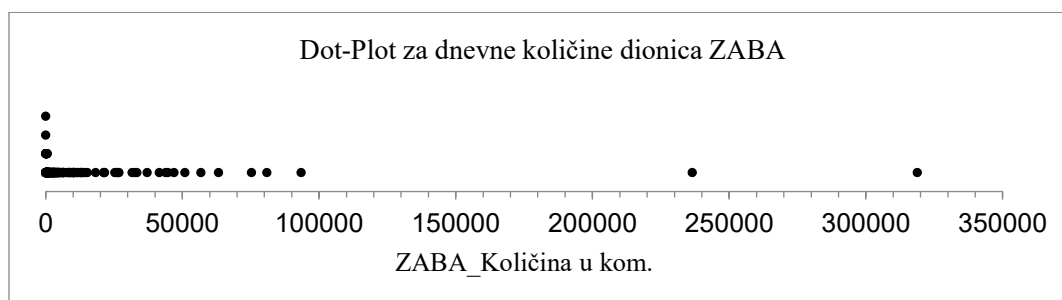 Dot-Plot za dnevne količine dionica ZABA
0 50000 100000 150000 200000 250000 300000 350000
ZABA_Količina u kom.